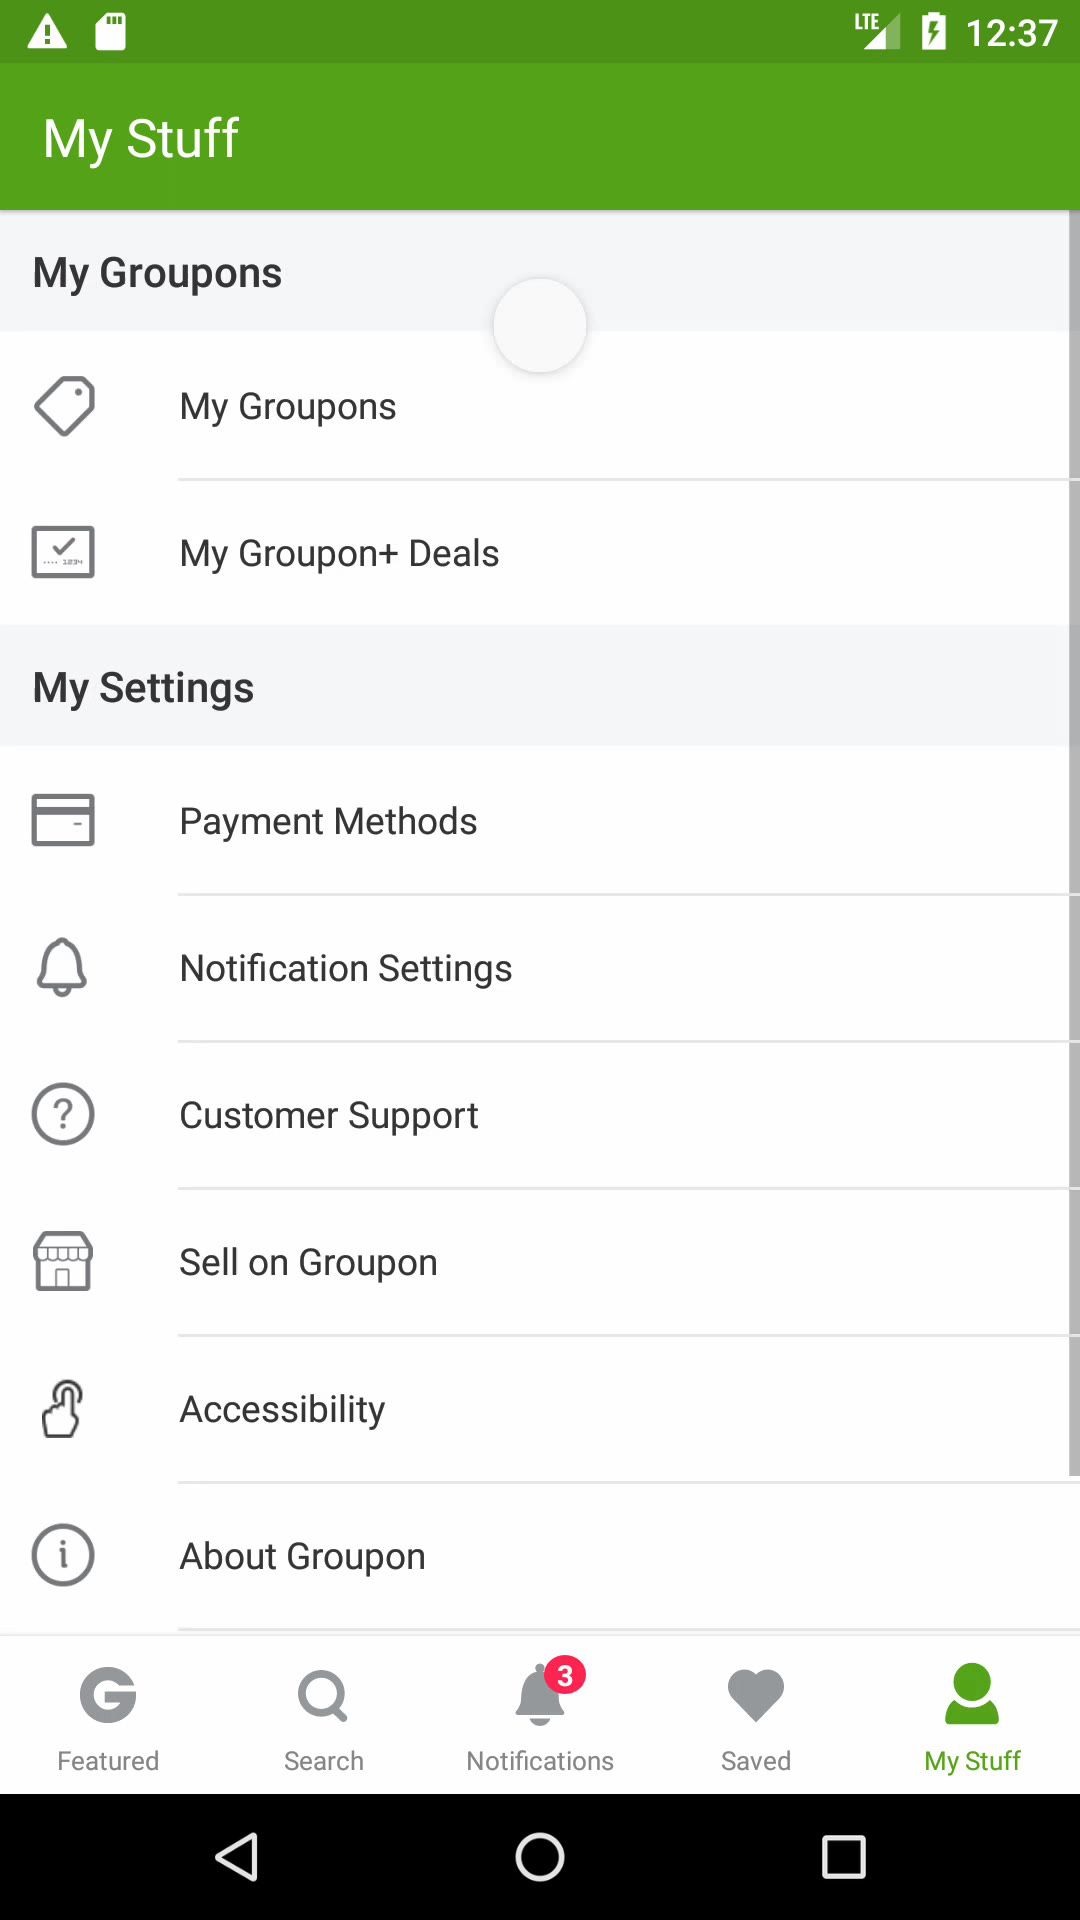 LTE 12:37
My Stuff
My Groupons
My Groupons
1234
My Groupon+ Deals
My Settings
Payment Methods
Notification Settings
?
Customer Support
Sell on Groupon
Accessibility
i
About Groupon
G
3
Featured Search Notifications Saved My Stuff